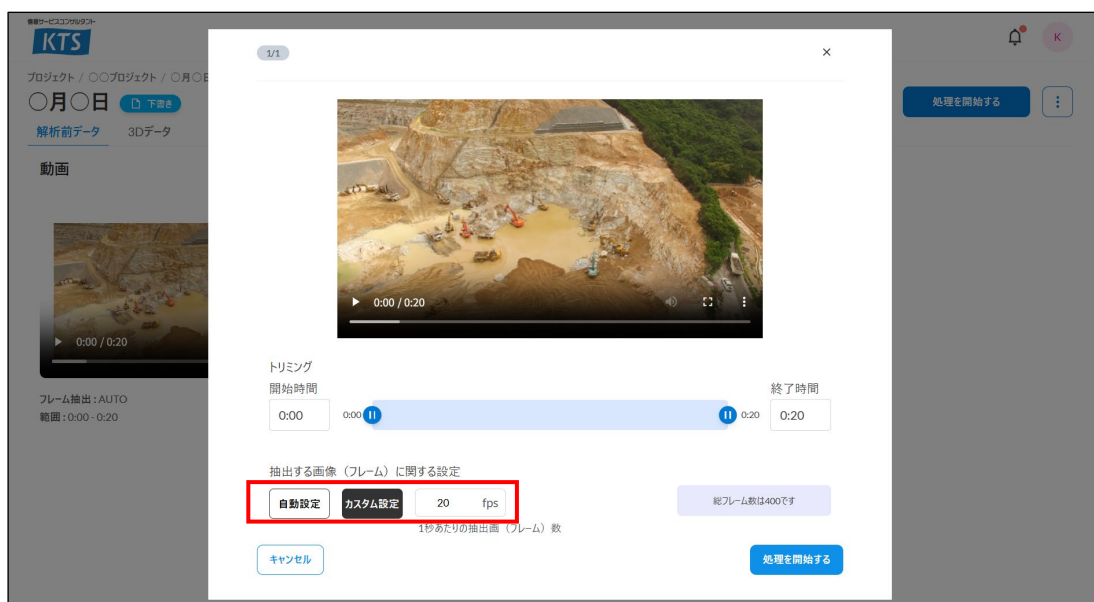 情報サービスコンサルタント
KTS
K
プロジェクト / 〇〇プロジェクト / 〇月〇日
〇月〇日 下書き
処理を開始する
解析前データ 3Dデータ
動画
0:00 / 0:20
フレーム抽出 : AUTO
範囲 : 0:00 - 0:20
1/1
×
0:00 / 0:20
トリミング
開始時間 終了時間
0:00 0:00 0:20 0:20
抽出する画像（フレーム）に関する設定
自動設定 カスタム設定 20 fps 総フレーム数は400です
1秒あたりの抽出画（フレーム）数
キャンセル 処理を開始する